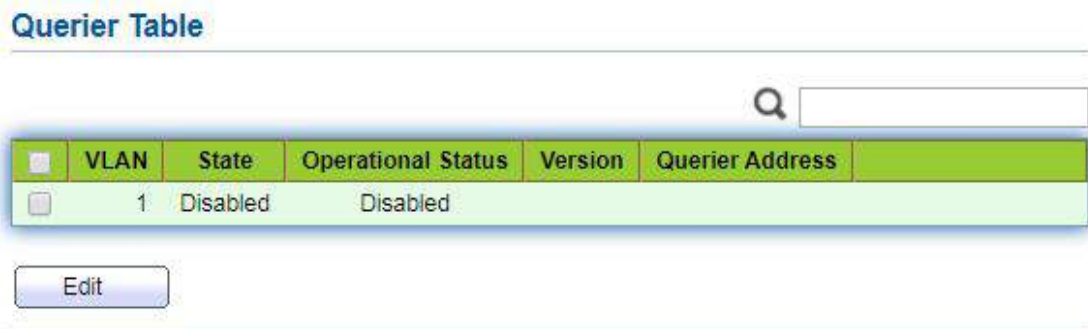 Querier Table
VLAN State Operational Status Version Querier Address
1 Disabled Disabled
Edit